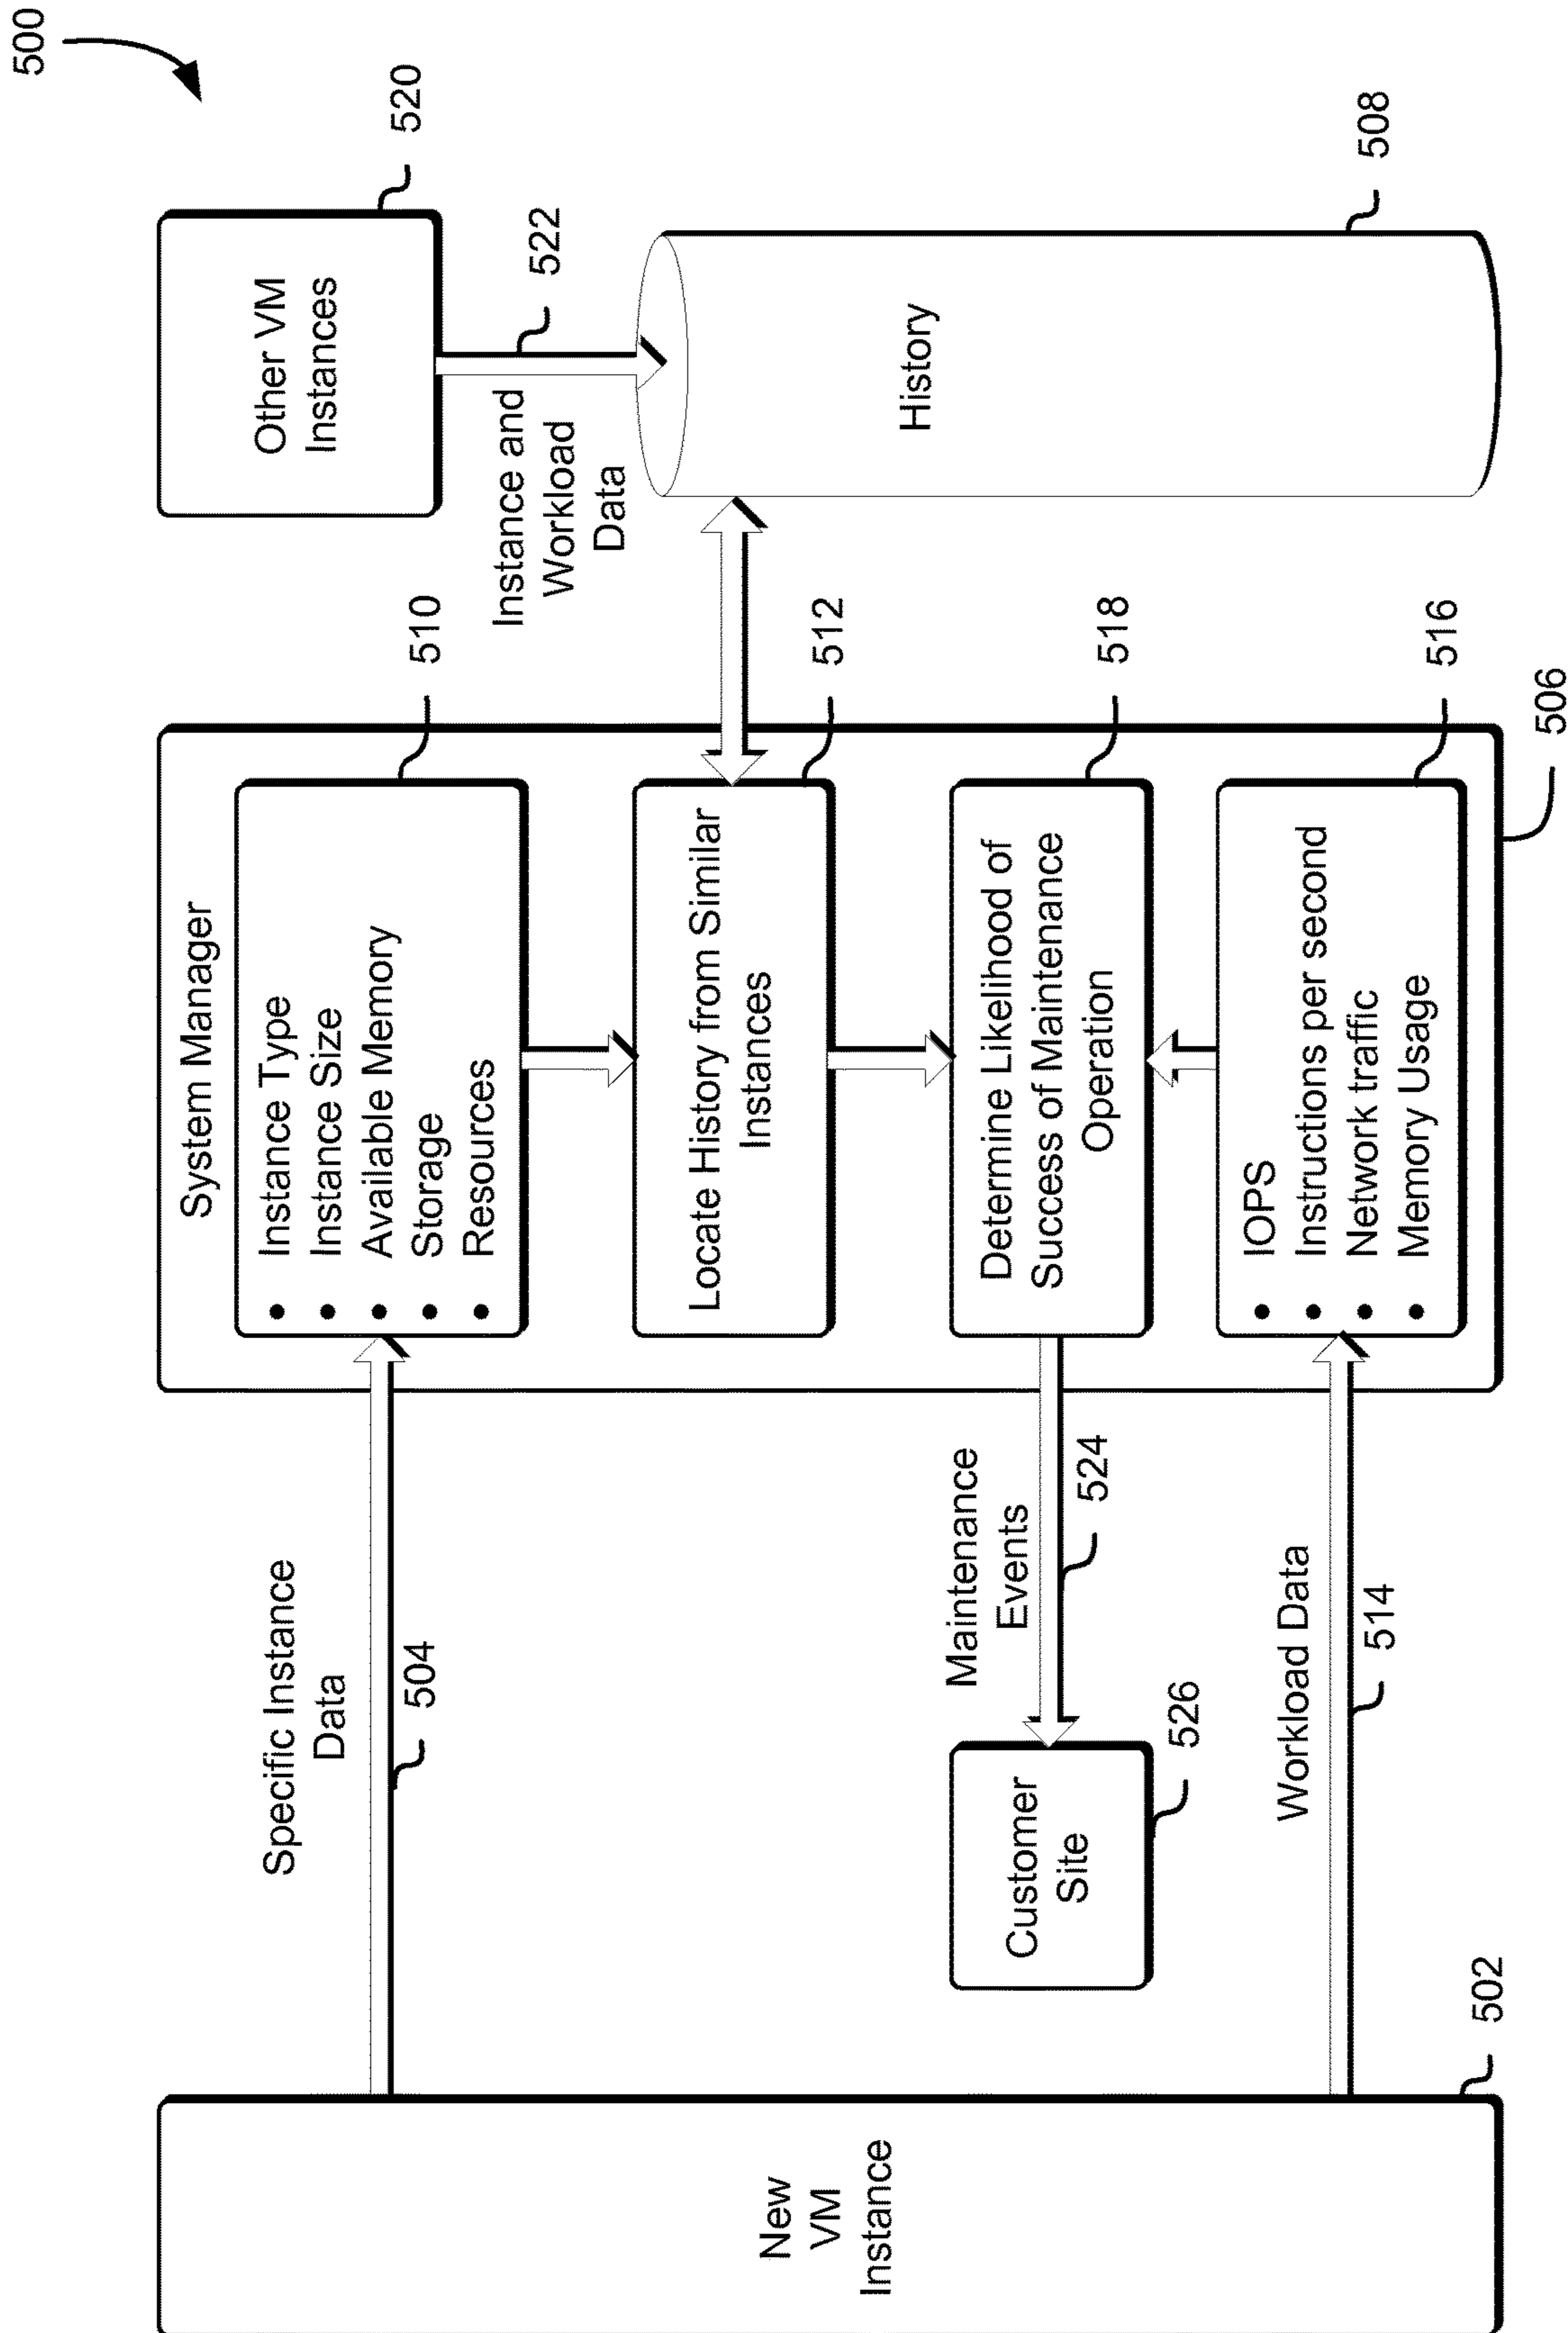 500
New
VM
Instance
502
Specific Instance
Data
504
Customer
Site
526
Maintenance
Events
524
Workload Data
514
System Manager
• Instance Type
• Instance Size
• Available Memory
• Storage
• Resources
510
Locate History from Similar
Instances
512
Determine Likelihood of
Success of Maintenance
Operation
518
• IOPS
• Instructions per second
• Network traffic
• Memory Usage
516
506
Other VM
Instances
520
Instance and
Workload
Data
522
History
508